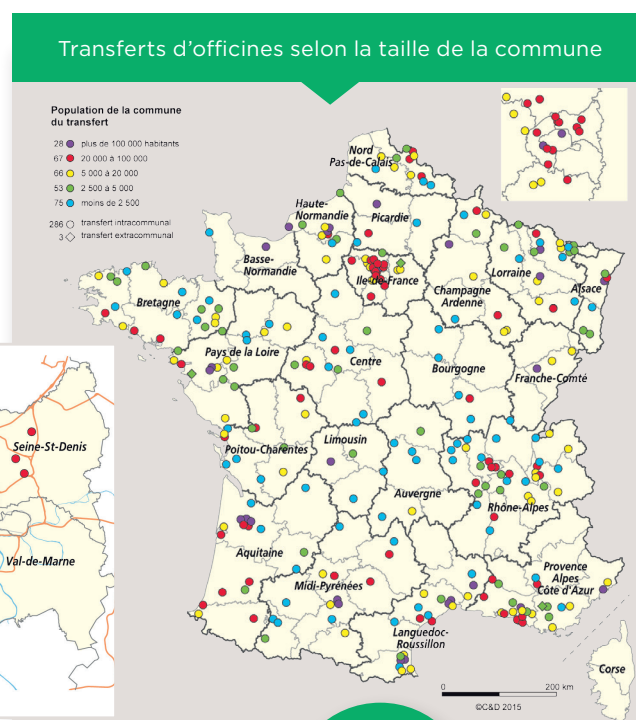 Transferts d'officines selon la taille de la commune
Population de la commune
du transfert
28 plus de 100 000 habitants
67 20 000 à 100 000
66 5 000 à 20 000
53 2 500 à 5 000
75 moins de 2 500
286 transfert intracommunal
3 transfert extracommunal
Nord
Pas-de-Calais
Haute-
Normandie
Picardie
Basse-
Normandie
Ile-de-France
Champagne
Ardenne
Lorraine
Alsace
Bretagne
Pays de la Loire
Centre
Bourgogne
Franche-Comté
Poitou-Charentes
Limousin
Auvergne
Rhône-Alpes
Aquitaine
Midi-Pyrénées
Languedoc-
Roussillon
Provence
Alpes
Côte d'Azur
Corse
Seine-St-Denis
Val-de-Marne
0 200 km
©C&D 2015